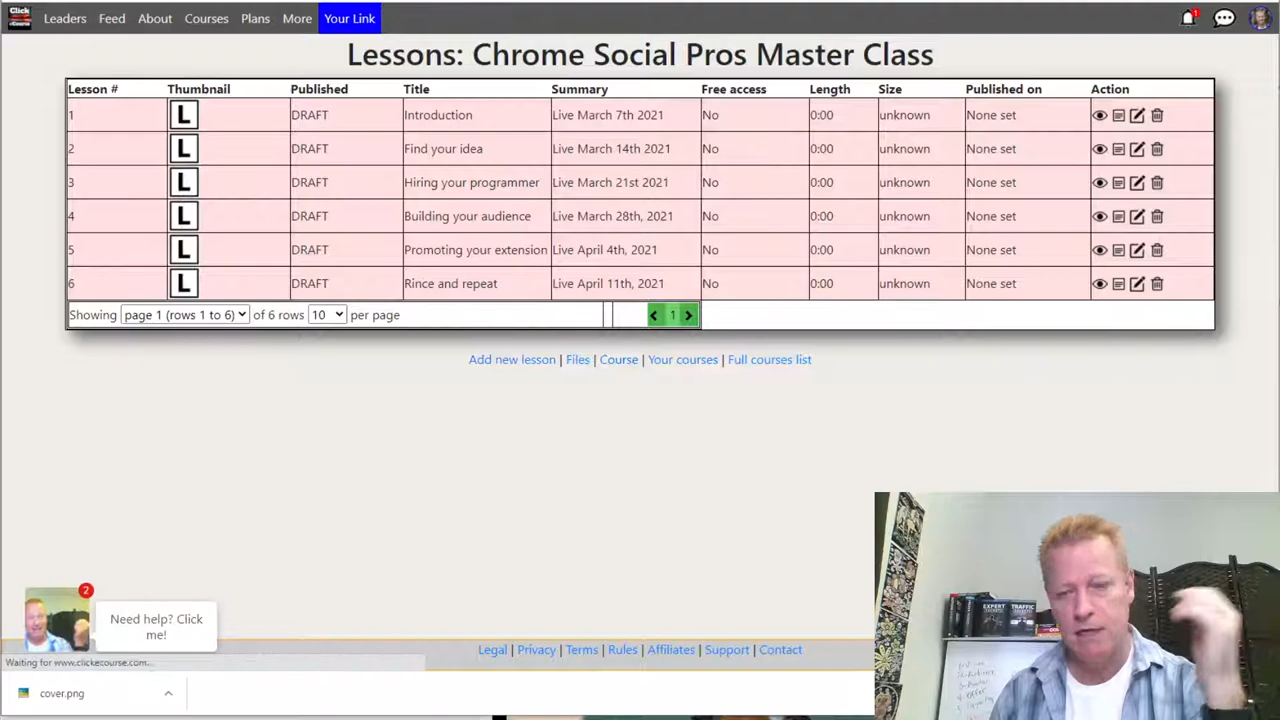 Click eCourse Leaders Feed About Courses Plans More Your Link 1
Lessons: Chrome Social Pros Master Class
Lesson # Thumbnail Published Title Summary Free access Length Size Published on Action
1 L DRAFT Introduction Live March 7th 2021 No 0:00 unknown None set
2 L DRAFT Find your idea Live March 14th 2021 No 0:00 unknown None set
3 L DRAFT Hiring your programmer Live March 21st 2021 No 0:00 unknown None set
4 L DRAFT Building your audience Live March 28th, 2021 No 0:00 unknown None set
5 L DRAFT Promoting your extension Live April 4th, 2021 No 0:00 unknown None set
6 L DRAFT Rince and repeat Live April 11th, 2021 No 0:00 unknown None set
Showing page 1 (rows 1 to 6) of 6 rows 10 per page 1
Add new lesson | Files | Course | Your courses | Full courses list
2
Need help? Click
me!
EXPERT TRAFFIC
Legal | Privacy | Terms | Rules | Affiliates | Support | Contact
Waiting for www.clickecourse.com...
cover.png